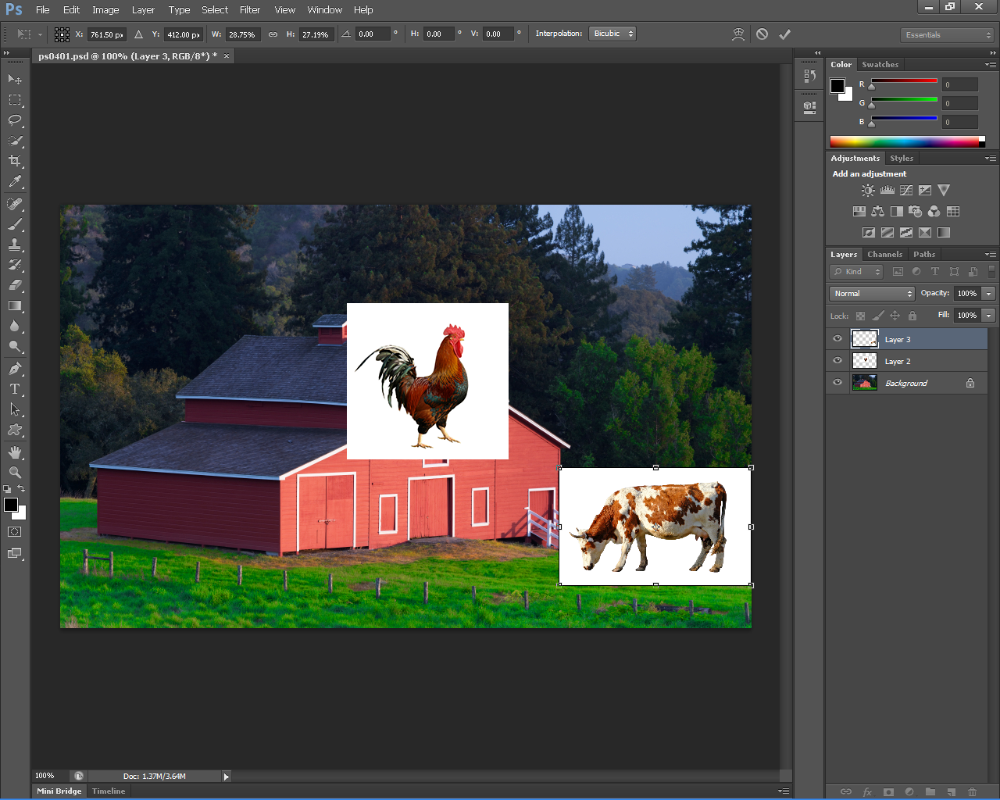 Ps File Edit Image Layer Type Select Filter View Window Help
X: 761.50 px Y: 412.00 px W: 28.75% H: 27.19% 0.00 ° H: 0.00 ° V: 0.00 ° Interpolation: Bicubic Essentials
ps0401.psd @ 100% (Layer 3, RGB/8*) * ×
Color Swatches
R 0
G 0
B 0
Adjustments Styles
Add an adjustment
Layers Channels Paths
Kind
Normal Opacity: 100%
Lock: Fill: 100%
Layer 3
Layer 2
Background
100% Doc: 1.37M/3.64M
Mini Bridge Timeline